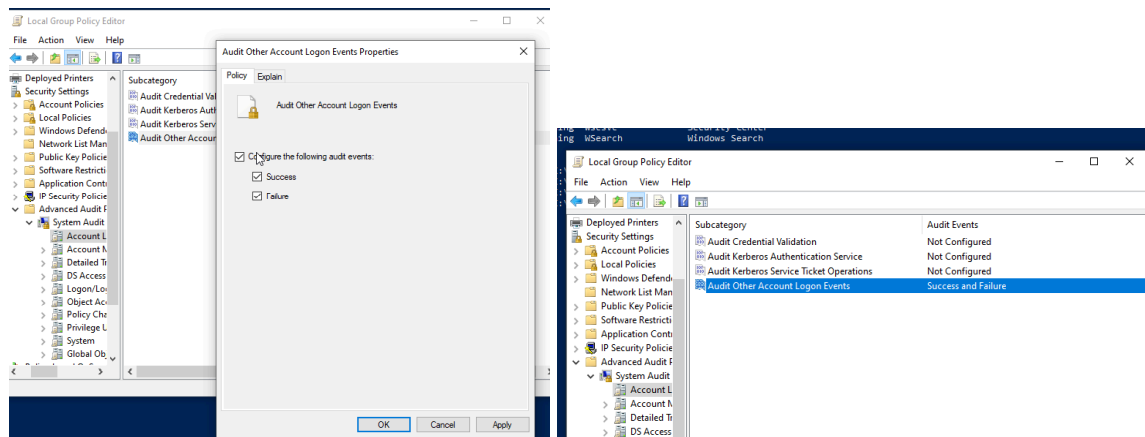 Local Group Policy Editor
File Action View Help
Deployed Printers
Security Settings
Account Policies
Local Policies
Windows Defende
Network List Man
Public Key Policie
Software Restricti
Application Contr
IP Security Policie
Advanced Audit P
System Audit
Account L
Account M
Detailed Tr
DS Access
Logon/Lo
Object Acc
Policy Cha
Privilege U
System
Global Ob
Subcategory
Audit Credential Val
Audit Kerberos Auth
Audit Kerberos Serv
Audit Other Accour
Audit Other Account Logon Events Properties
Policy Explain
Audit Other Account Logon Events
Configure the following audit events:
Success
Failure
OK Cancel Apply
ing WSearch Windows Search
Local Group Policy Editor
File Action View Help
Deployed Printers
Security Settings
Account Policies
Local Policies
Windows Defende
Network List Man
Public Key Policie
Software Restricti
Application Contr
IP Security Policie
Advanced Audit P
System Audit
Account L
Account M
Detailed Tr
DS Access
Subcategory Audit Events
Audit Credential Validation Not Configured
Audit Kerberos Authentication Service Not Configured
Audit Kerberos Service Ticket Operations Not Configured
Audit Other Account Logon Events Success and Failure